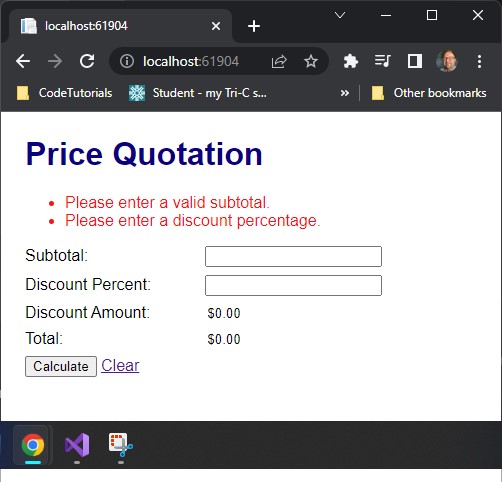 localhost:61904
localhost:61904
CodeTutorials Student - my Tri-C s... » Other bookmarks
Price Quotation
• Please enter a valid subtotal.
• Please enter a discount percentage.
Subtotal:
Discount Percent:
Discount Amount: $0.00
Total: $0.00
Calculate Clear